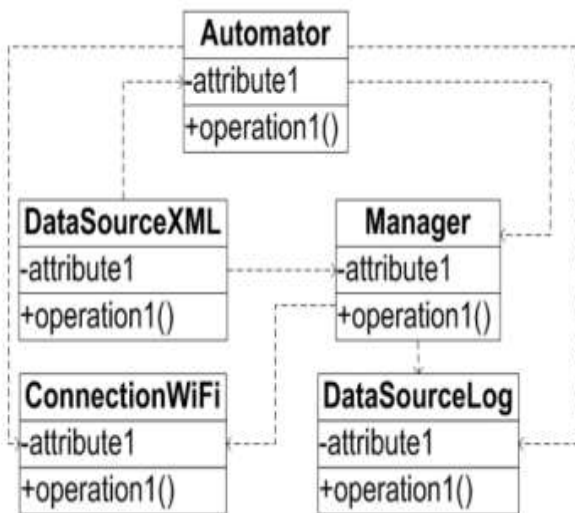 Automator
-attribute1
+operation1()
DataSourceXML
-attribute1
+operation1()
Manager
-attribute1
+operation1()
ConnectionWiFi
-attribute1
+operation1()
DataSourceLog
-attribute1
+operation1()